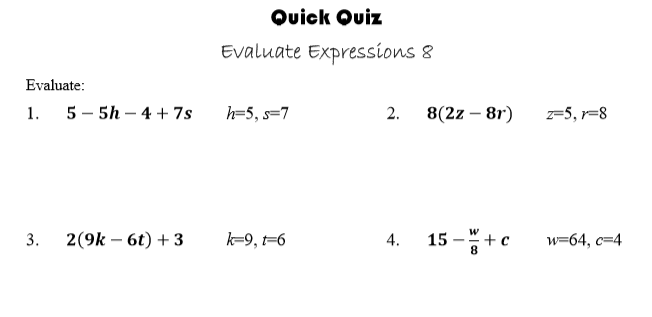 Quick Quiz
Evaluate Expressions 8
Evaluate:
1. 5 – 5h – 4 + 7s h=5, s=7 2. 8(2z – 8r) z=5, r=8
3. 2(9k – 6t) + 3 k=9, t=6 4. 15 – w/8 + c w=64, c=4